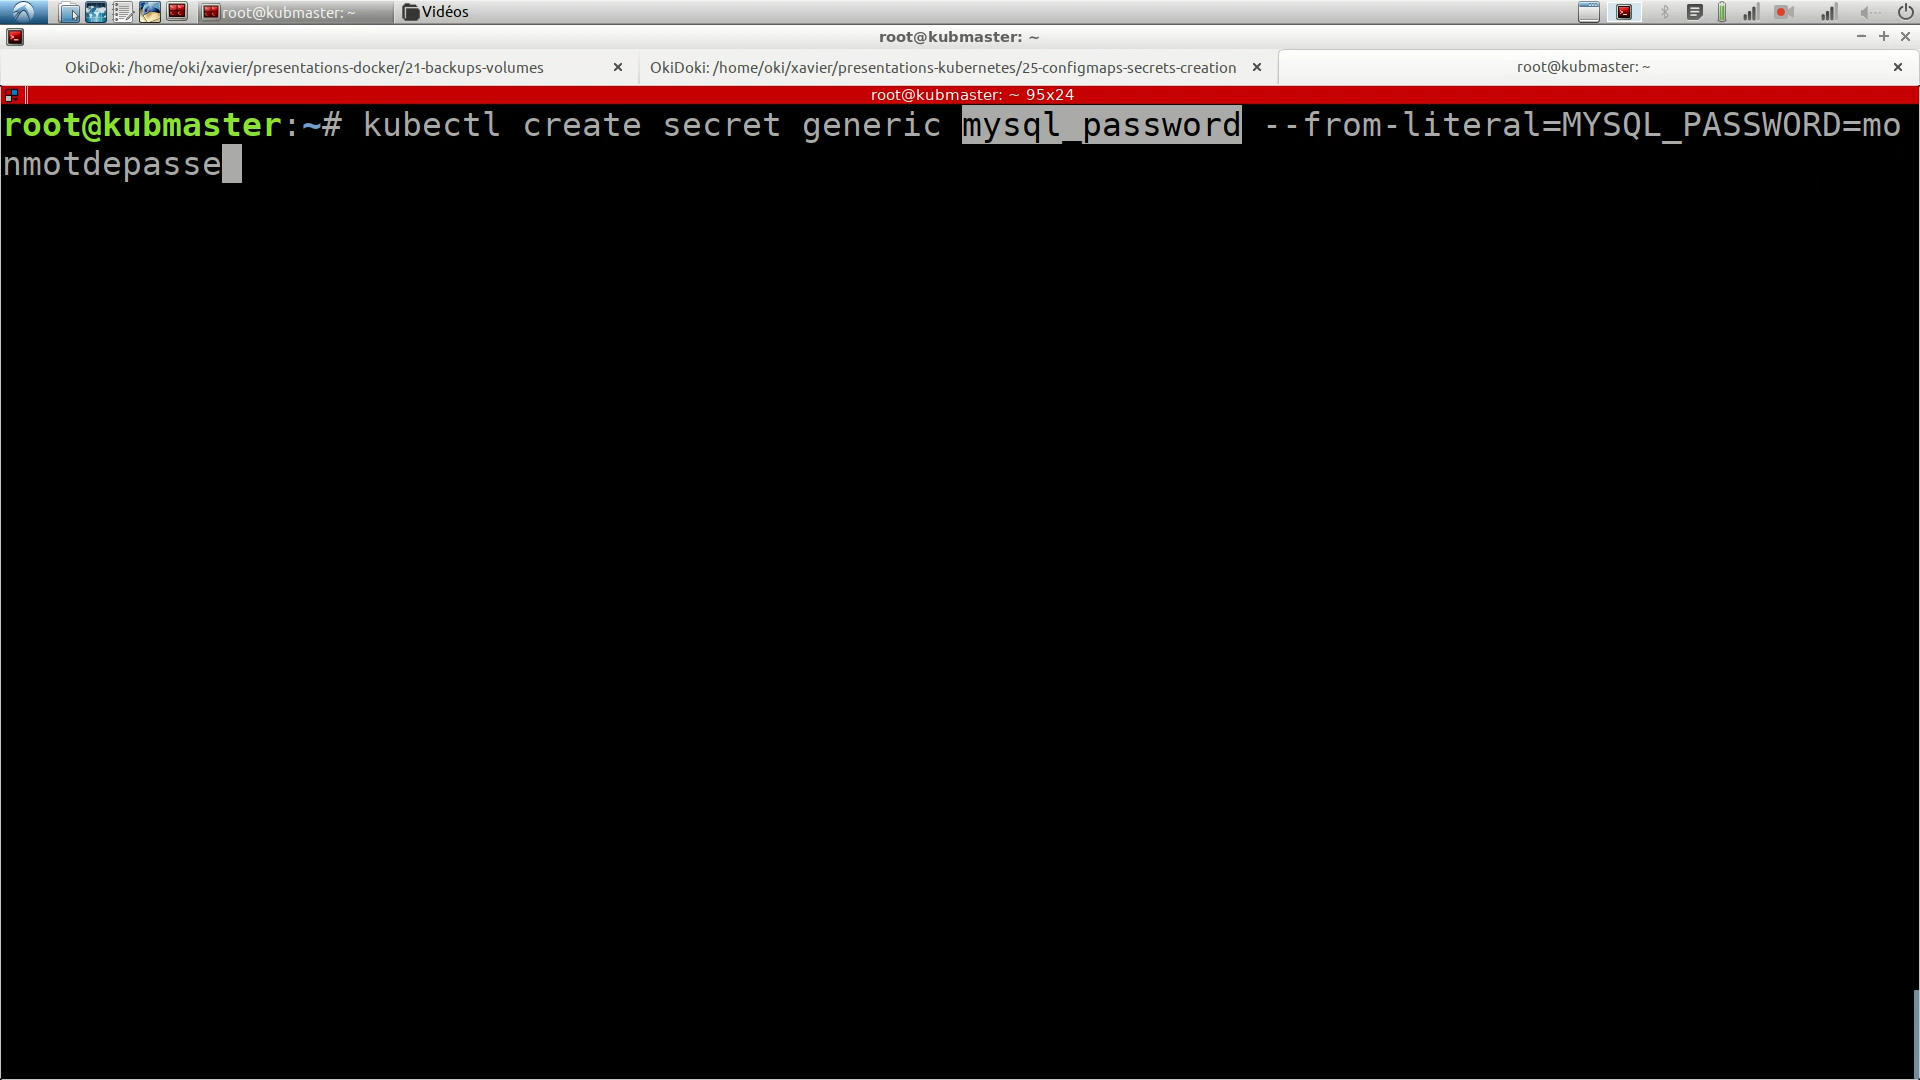 root@kubmaster: ~
Vidéos
root@kubmaster: ~
OkiDoki: /home/oki/xavier/presentations-docker/21-backups-volumes
OkiDoki: /home/oki/xavier/presentations-kubernetes/25-configmaps-secrets-creation
root@kubmaster: ~
root@kubmaster: ~ 95x24
root@kubmaster:~# kubectl create secret generic mysql_password --from-literal=MYSQL_PASSWORD=mo
nmotdepasse